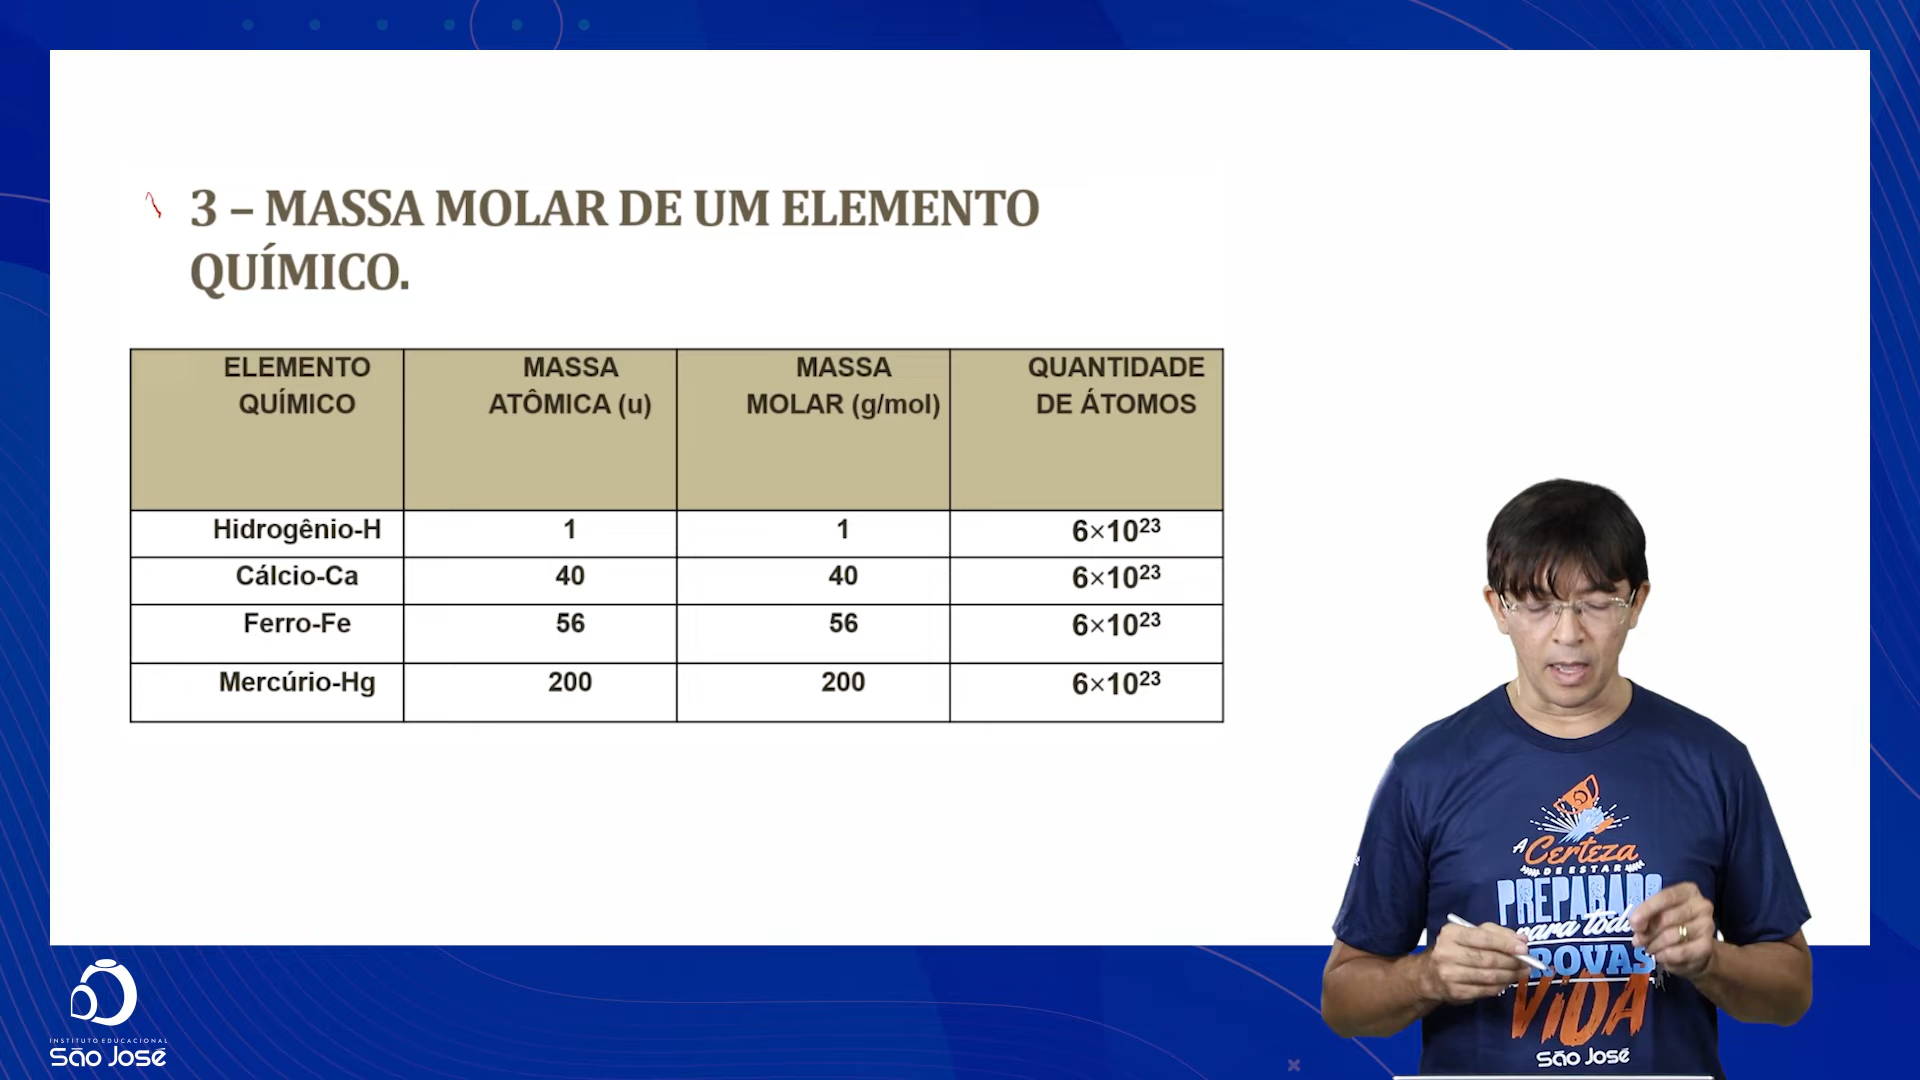 3 – MASSA MOLAR DE UM ELEMENTO
QUÍMICO.
ELEMENTO QUÍMICO MASSA ATÔMICA (u) MASSA MOLAR (g/mol) QUANTIDADE DE ÁTOMOS
Hidrogênio-H 1 1 6×10²³
Cálcio-Ca 40 40 6×10²³
Ferro-Fe 56 56 6×10²³
Mercúrio-Hg 200 200 6×10²³
A Certeza
DE ESTAR
para
VIDA
São José
INSTITUTO EDUCACIONAL
São José